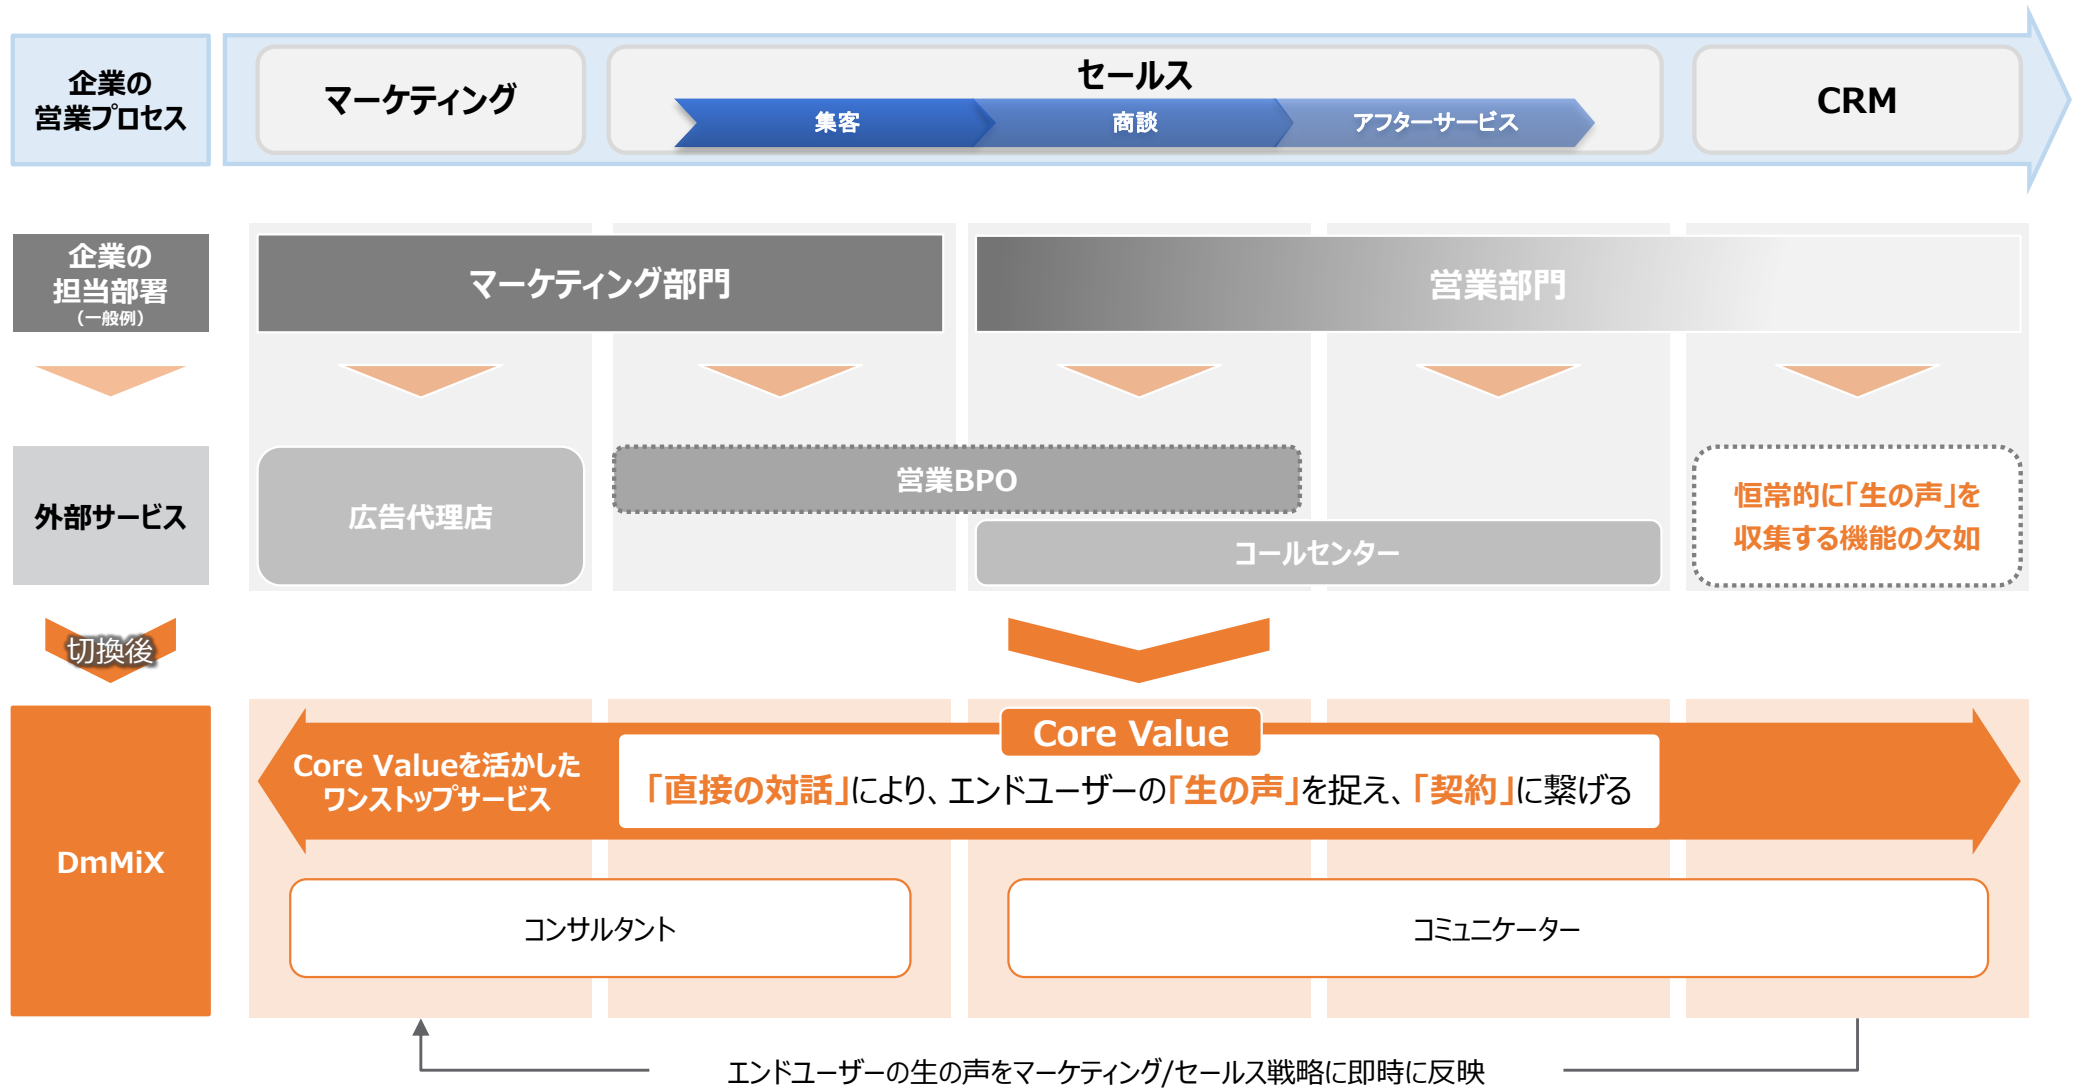 企業の
営業プロセス
マーケティング
セールス
集客
商談
アフターサービス
CRM
企業の
担当部署
(一般例)
マーケティング部門
営業部門
外部サービス
広告代理店
営業BPO
コールセンター
恒常的に「生の声」を
収集する機能の欠如
切換後
DmMiX
Core Valueを活かした
ワンストップサービス
Core Value
「直接の対話」により、エンドユーザーの「生の声」を捉え、「契約」に繋げる
コンサルタント
コミュニケーター
エンドユーザーの生の声をマーケティング/セールス戦略に即時に反映